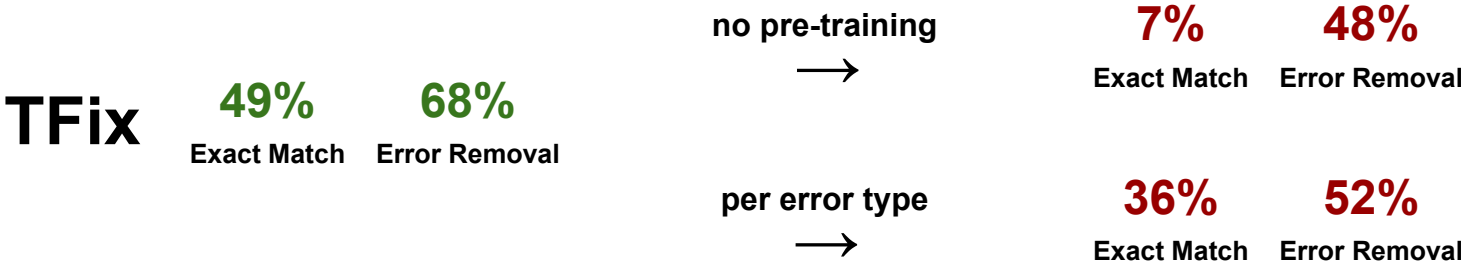 TFix
49% 68%
Exact Match Error Removal
no pre-training
→
7% 48%
Exact Match Error Removal
per error type
→
36% 52%
Exact Match Error Removal